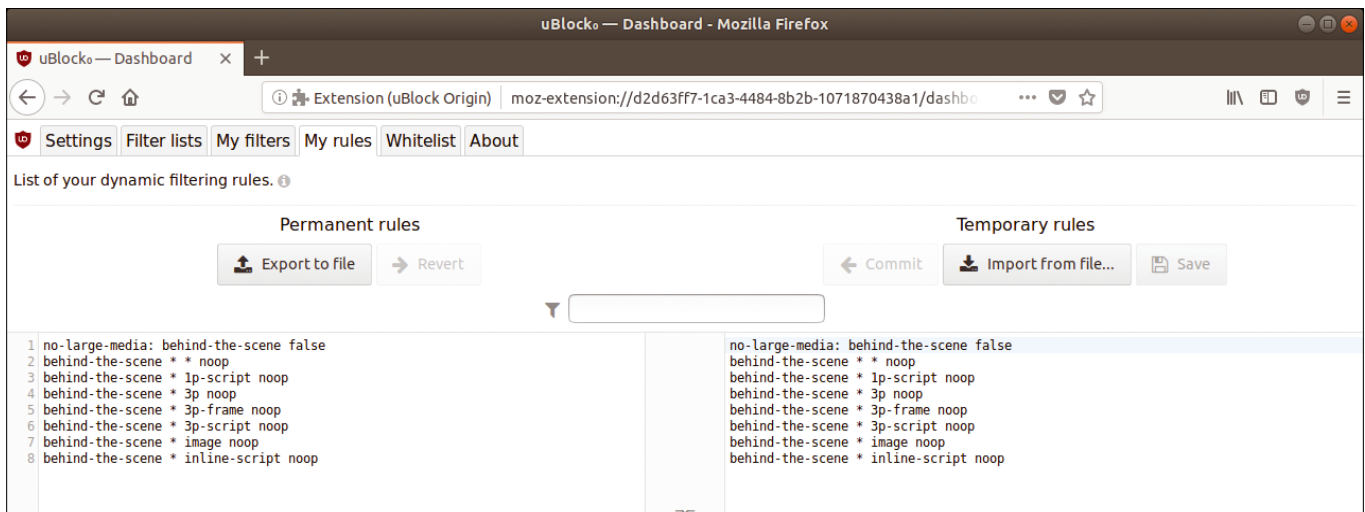 uBlock₀ — Dashboard - Mozilla Firefox
uBlock₀ — Dashboard
Extension (uBlock Origin) moz-extension://d2d63ff7-1ca3-4484-8b2b-1071870438a1/dashbo
Settings Filter lists My filters My rules Whitelist About
List of your dynamic filtering rules.
Permanent rules
Temporary rules
Export to file Revert
Commit Import from file... Save
1 no-large-media: behind-the-scene false
2 behind-the-scene * * noop
3 behind-the-scene * 1p-script noop
4 behind-the-scene * 3p noop
5 behind-the-scene * 3p-frame noop
6 behind-the-scene * 3p-script noop
7 behind-the-scene * image noop
8 behind-the-scene * inline-script noop
no-large-media: behind-the-scene false
behind-the-scene * * noop
behind-the-scene * 1p-script noop
behind-the-scene * 3p noop
behind-the-scene * 3p-frame noop
behind-the-scene * 3p-script noop
behind-the-scene * image noop
behind-the-scene * inline-script noop